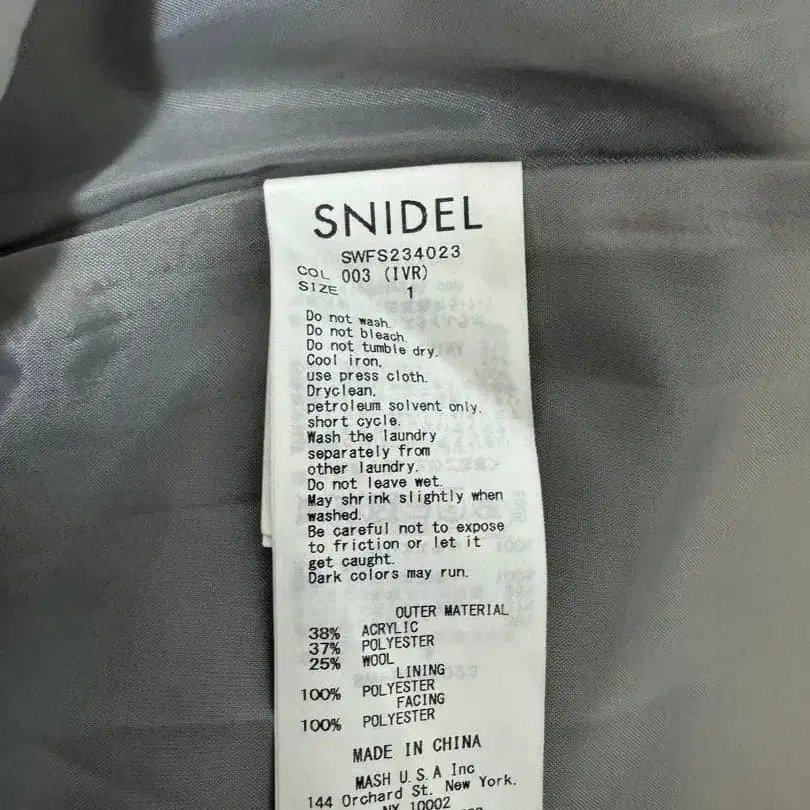 SNIDEL
SWFS234023
COL 003 (IVR)
SIZE 1
Do not wash.
Do not bleach.
Do not tumble dry.
Cool iron,
use press cloth.
Dryclean,
petroleum solvent only.
short cycle.
Wash the laundry
separately from
other laundry.
Do not leave wet.
May shrink slightly when
washed.
Be careful not to expose
to friction or let it
get caught.
Dark colors may run.
OUTER MATERIAL
38% ACRYLIC
37% POLYESTER
25% WOOL
LINING
100% POLYESTER
FACING
100% POLYESTER
MADE IN CHINA
MASH U.S.A Inc
144 Orchard St. New York.
NY 10002